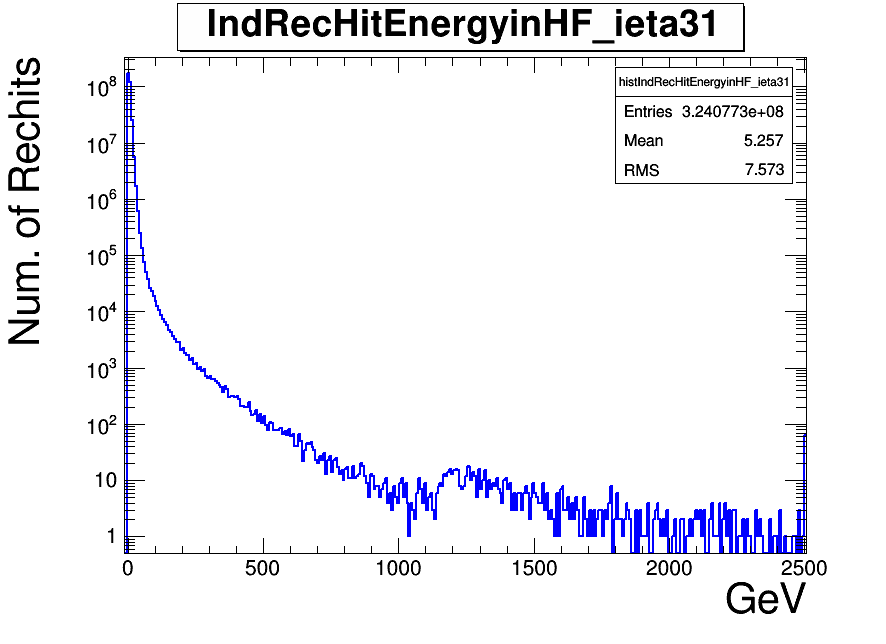 IndRecHitEnergyinHF_ieta31
histIndRecHitEnergyinHF_ieta31
Entries 3.240773e+08
Mean 5.257
RMS 7.573
Num. of Rechits
10^8
10^7
10^6
10^5
10^4
10^3
10^2
10
1
0 500 1000 1500 2000 2500
GeV